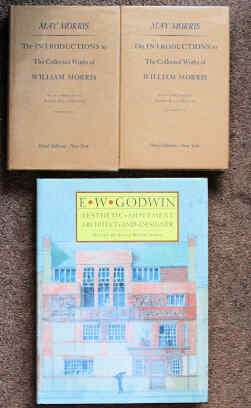 MAY MORRIS
The INTRODUCTIONS to
The Collected Works of
WILLIAM MORRIS
Oriole Editions · New York
MAY MORRIS
The INTRODUCTIONS to
The Collected Works of
WILLIAM MORRIS
Oriole Editions · New York
E•W•GODWIN
AESTHETIC•MOVEMENT
ARCHITECT•AND•DESIGNER